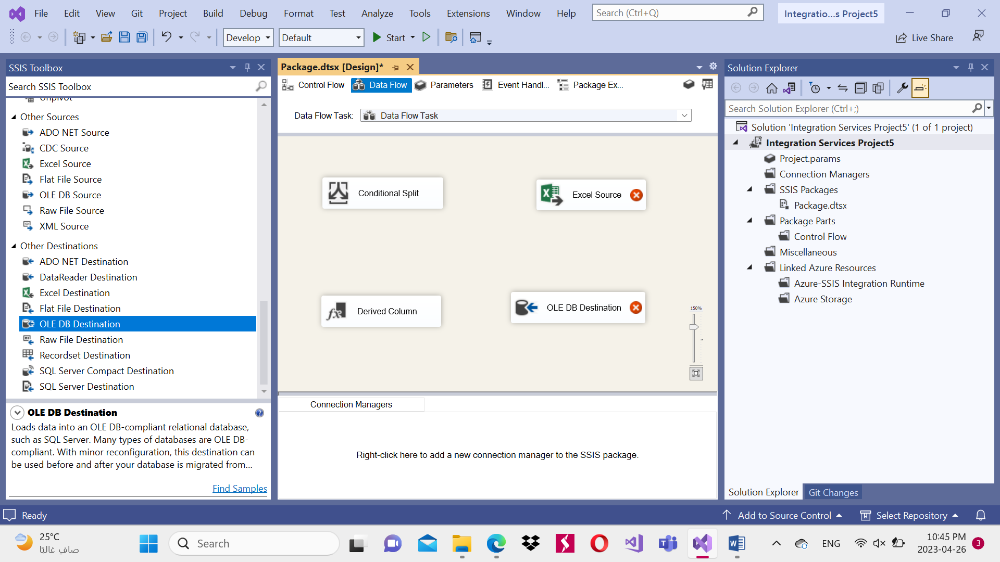 File Edit View Git Project Build Debug Format Test Analyze Tools Extensions Window Help Search (Ctrl+Q) Integratio...s Project5
Develop Default Start Live Share
SSIS Toolbox
Search SSIS Toolbox
Unpivot
Other Sources
ADO NET Source
CDC Source
Excel Source
Flat File Source
OLE DB Source
Raw File Source
XML Source
Other Destinations
ADO NET Destination
DataReader Destination
Excel Destination
Flat File Destination
OLE DB Destination
Raw File Destination
Recordset Destination
SQL Server Compact Destination
SQL Server Destination
OLE DB Destination
Loads data into an OLE DB-compliant relational database,
such as SQL Server. Many types of databases are OLE DB-
compliant. With minor reconfiguration, this destination can
be used before and after your database is migrated from...
Find Samples
Package.dtsx [Design]*
Control Flow Data Flow Parameters Event Handl... Package Ex...
Data Flow Task: Data Flow Task
Conditional Split
Excel Source
Derived Column
OLE DB Destination
150%
Connection Managers
Right-click here to add a new connection manager to the SSIS package.
Solution Explorer
Search Solution Explorer (Ctrl+;)
Solution 'Integration Services Project5' (1 of 1 project)
Integration Services Project5
Project.params
Connection Managers
SSIS Packages
Package.dtsx
Package Parts
Control Flow
Miscellaneous
Linked Azure Resources
Azure-SSIS Integration Runtime
Azure Storage
Solution Explorer Git Changes
Ready Add to Source Control Select Repository
25°C
صافٍ غالبًا
Search
ENG
10:45 PM
2023-04-26
3